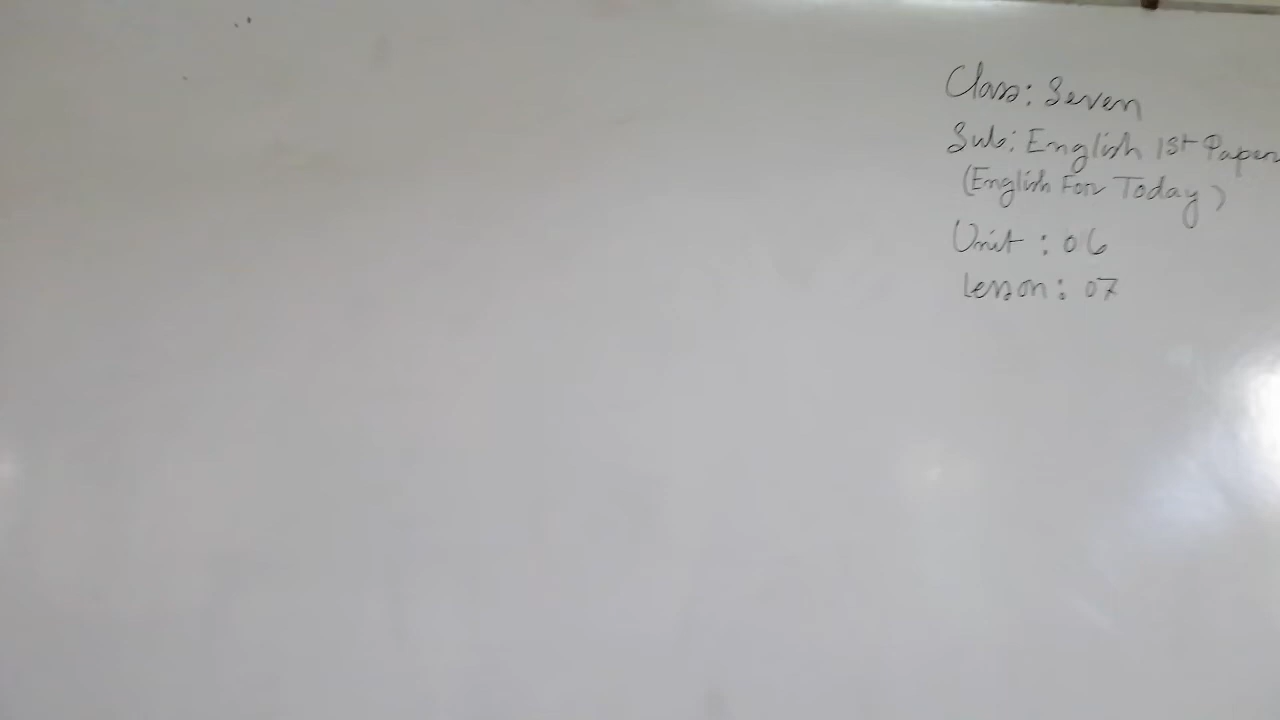 Class: Seven
Sub: English 1st Paper
(English For Today)
Unit : 06
Lesson: 07